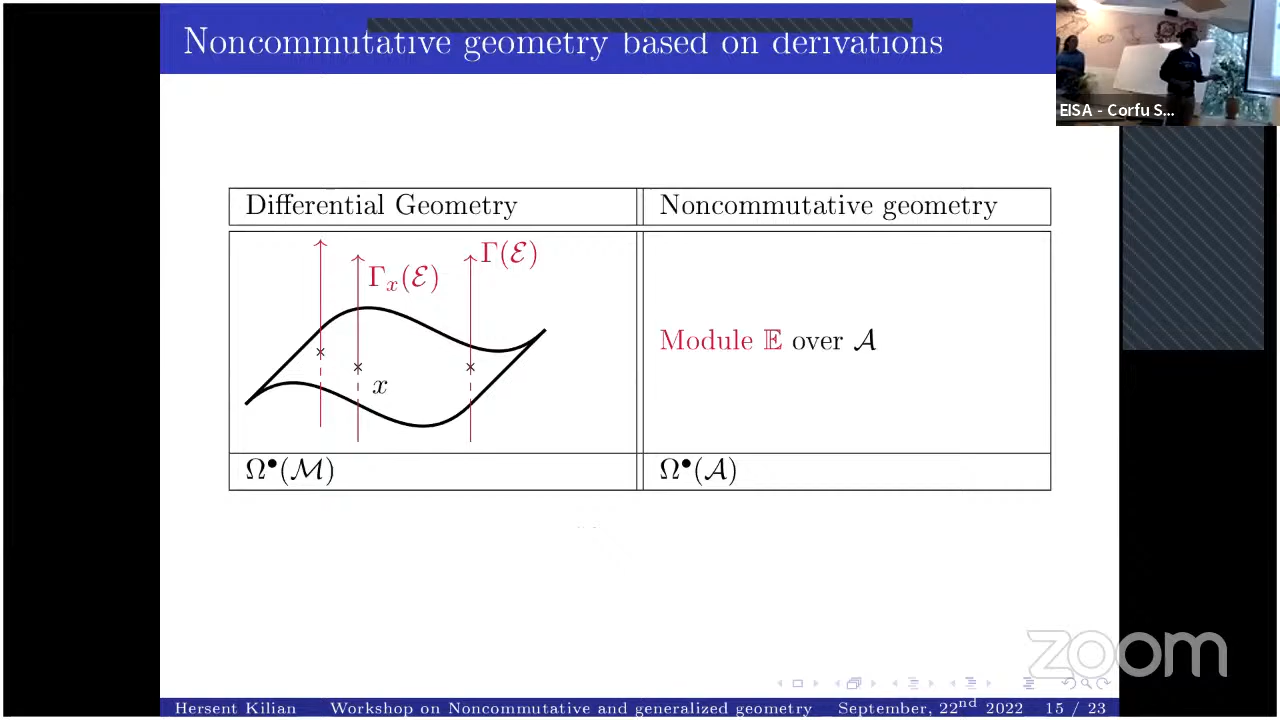 Noncommutative geometry based on derivations
EISA - Corfu S...
Differential Geometry
Noncommutative geometry
Γ(ℰ)
Γₓ(ℰ)
x
Module 𝔼 over 𝒜
Ω•(ℳ)
Ω•(𝒜)
zoom
Hersent Kilian Workshop on Noncommutative and generalized geometry September, 22nd 2022 15 / 23